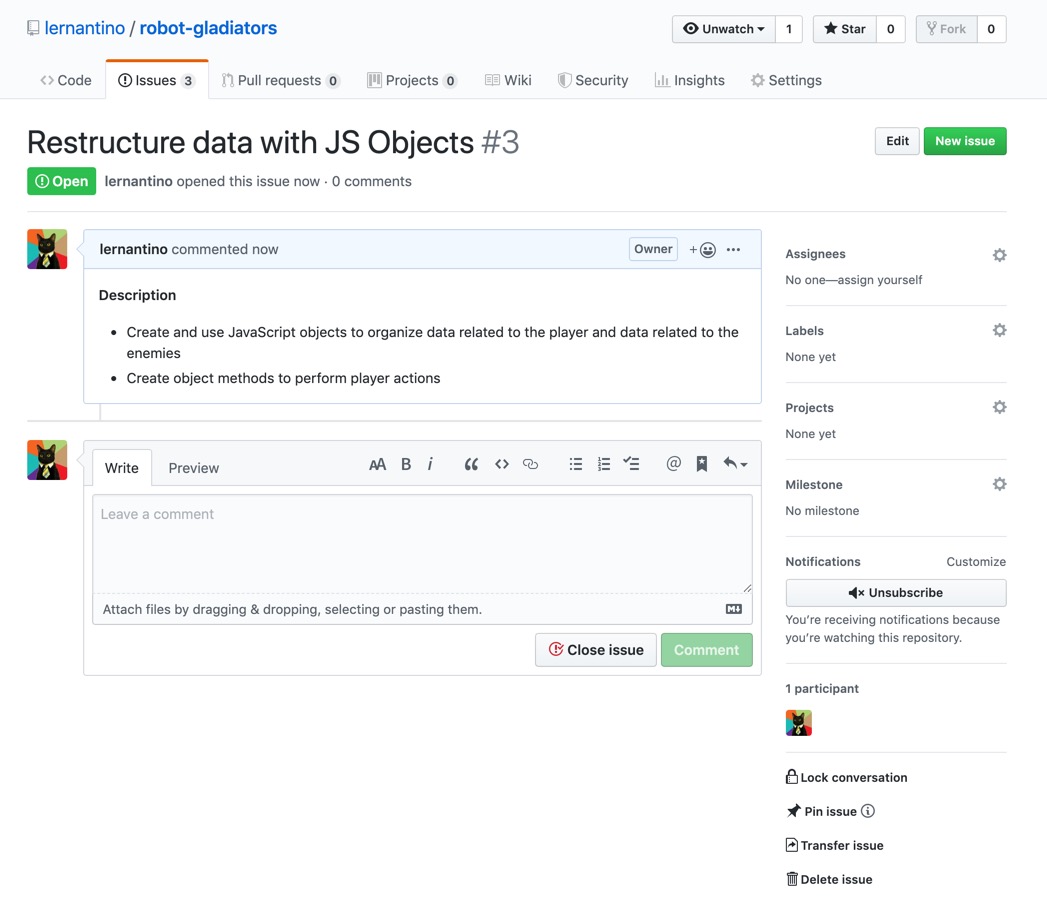 lernantino / robot-gladiators
Unwatch 1 Star 0 Fork 0
Code Issues 3 Pull requests 0 Projects 0 Wiki Security Insights Settings
Restructure data with JS Objects #3
Edit New issue
Open lernantino opened this issue now · 0 comments
lernantino commented now Owner +
Description
• Create and use JavaScript objects to organize data related to the player and data related to the
enemies
• Create object methods to perform player actions
Write Preview AA B i “ <> @
Leave a comment
Attach files by dragging & dropping, selecting or pasting them. M
Close issue Comment
Assignees
No one—assign yourself
Labels
None yet
Projects
None yet
Milestone
No milestone
Notifications Customize
Unsubscribe
You’re receiving notifications because
you’re watching this repository.
1 participant
Lock conversation
Pin issue
Transfer issue
Delete issue